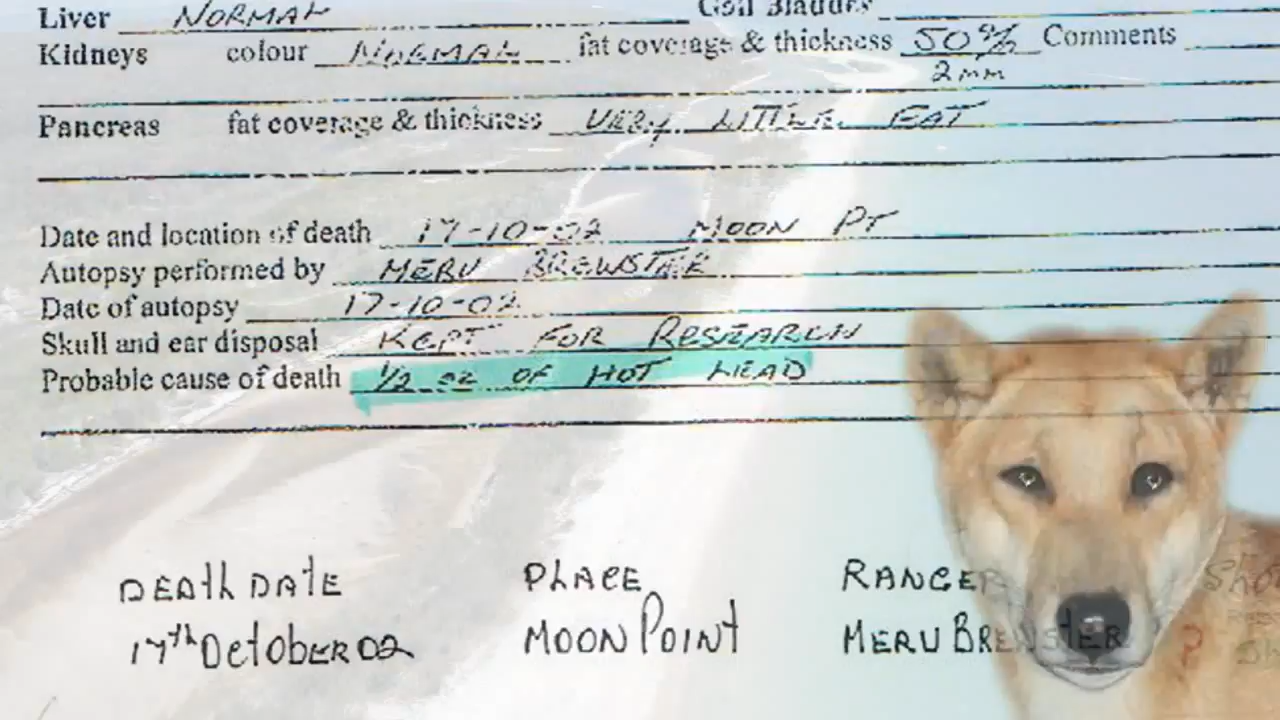 Liver NORMAL Gall Bladder
Kidneys colour NORMAL fat coverage & thickness 50% Comments
2mm
Pancreas fat coverage & thickness VERY LITTLE FAT
Date and location of death 17-10-02 MOON PT
Autopsy performed by MERV BREWSTER
Date of autopsy 17-10-02
Skull and ear disposal KEPT FOR RESEARCH
Probable cause of death 1/2 oz OF HOT LEAD
DEAth DAtE PLACE RANGER
17th OctobER 02 MOON POINt MERV BREWSTER